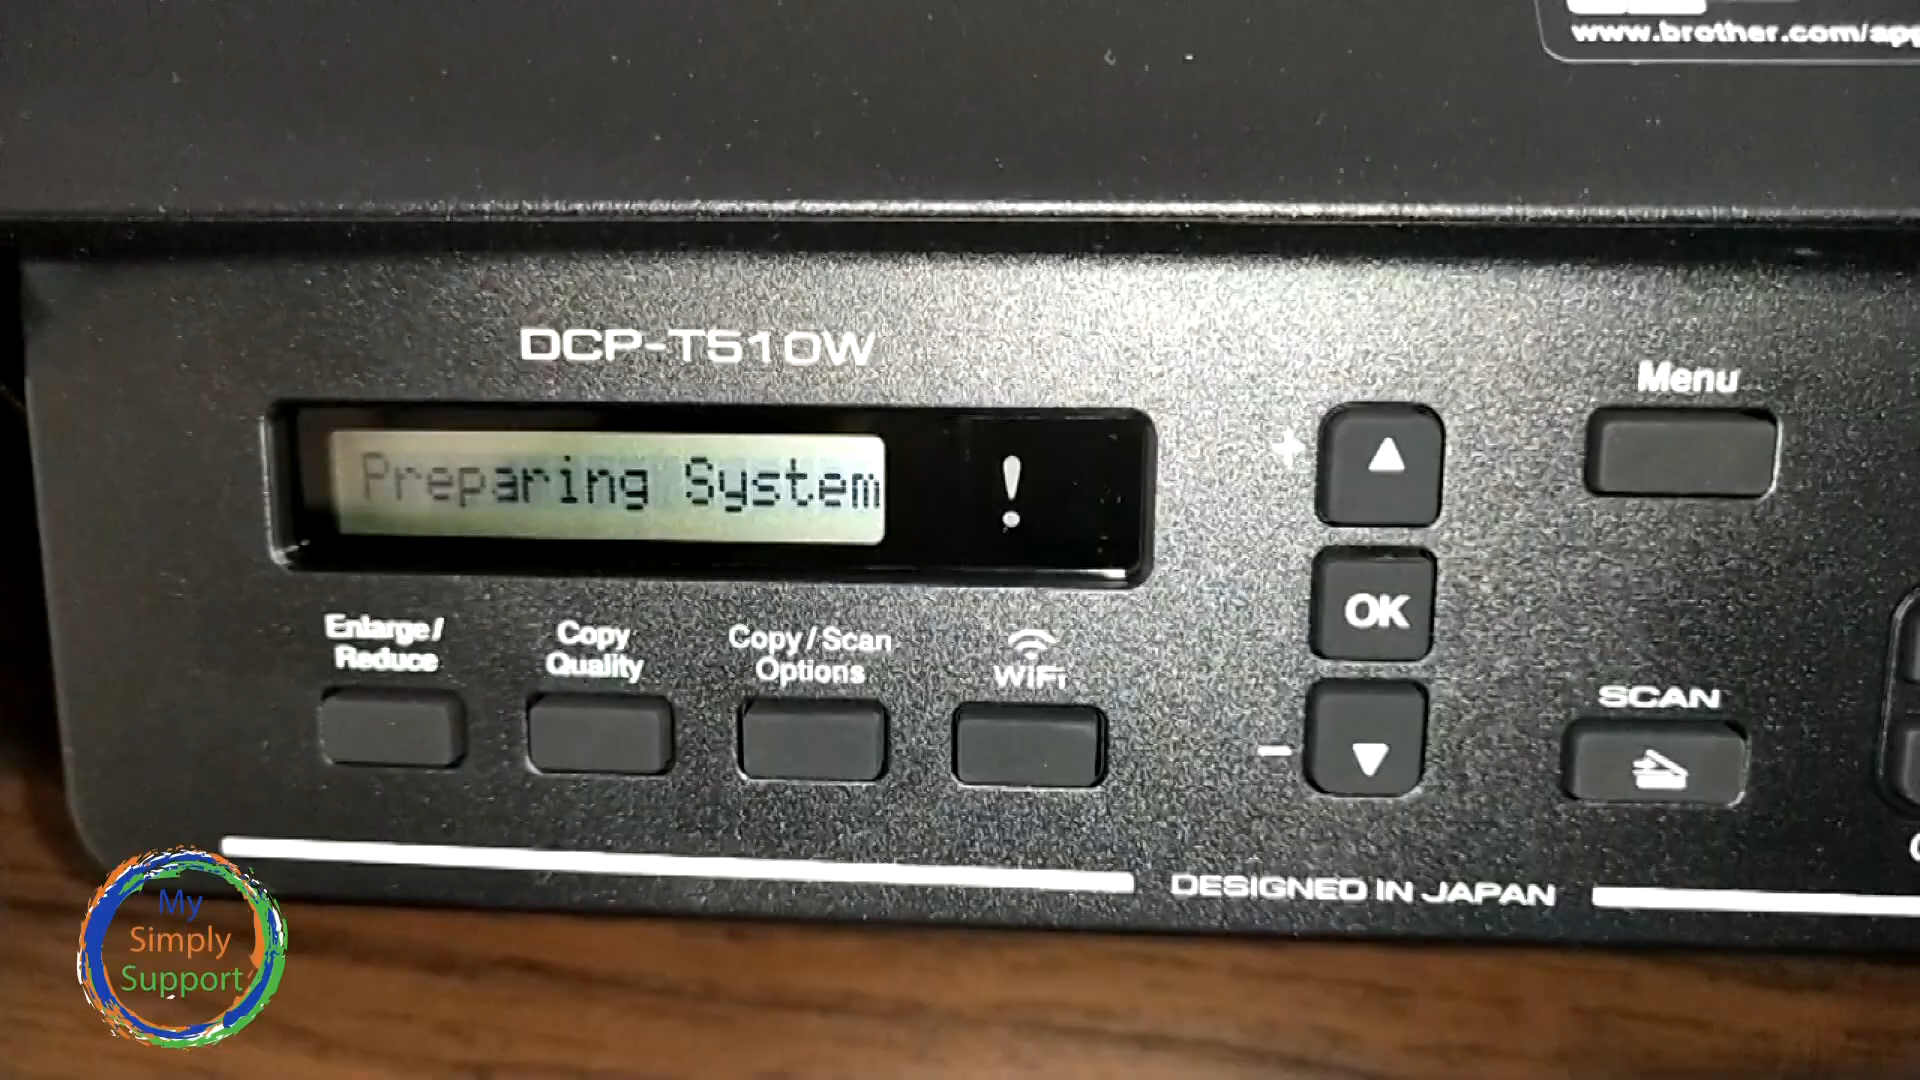 www.brother.com/app
DCP-T510W
Preparing System
!
+
Menu
Enlarge/
Reduce
Copy
Quality
Copy/Scan
Options
WiFi
OK
-
SCAN
DESIGNED IN JAPAN
My
Simply
Support